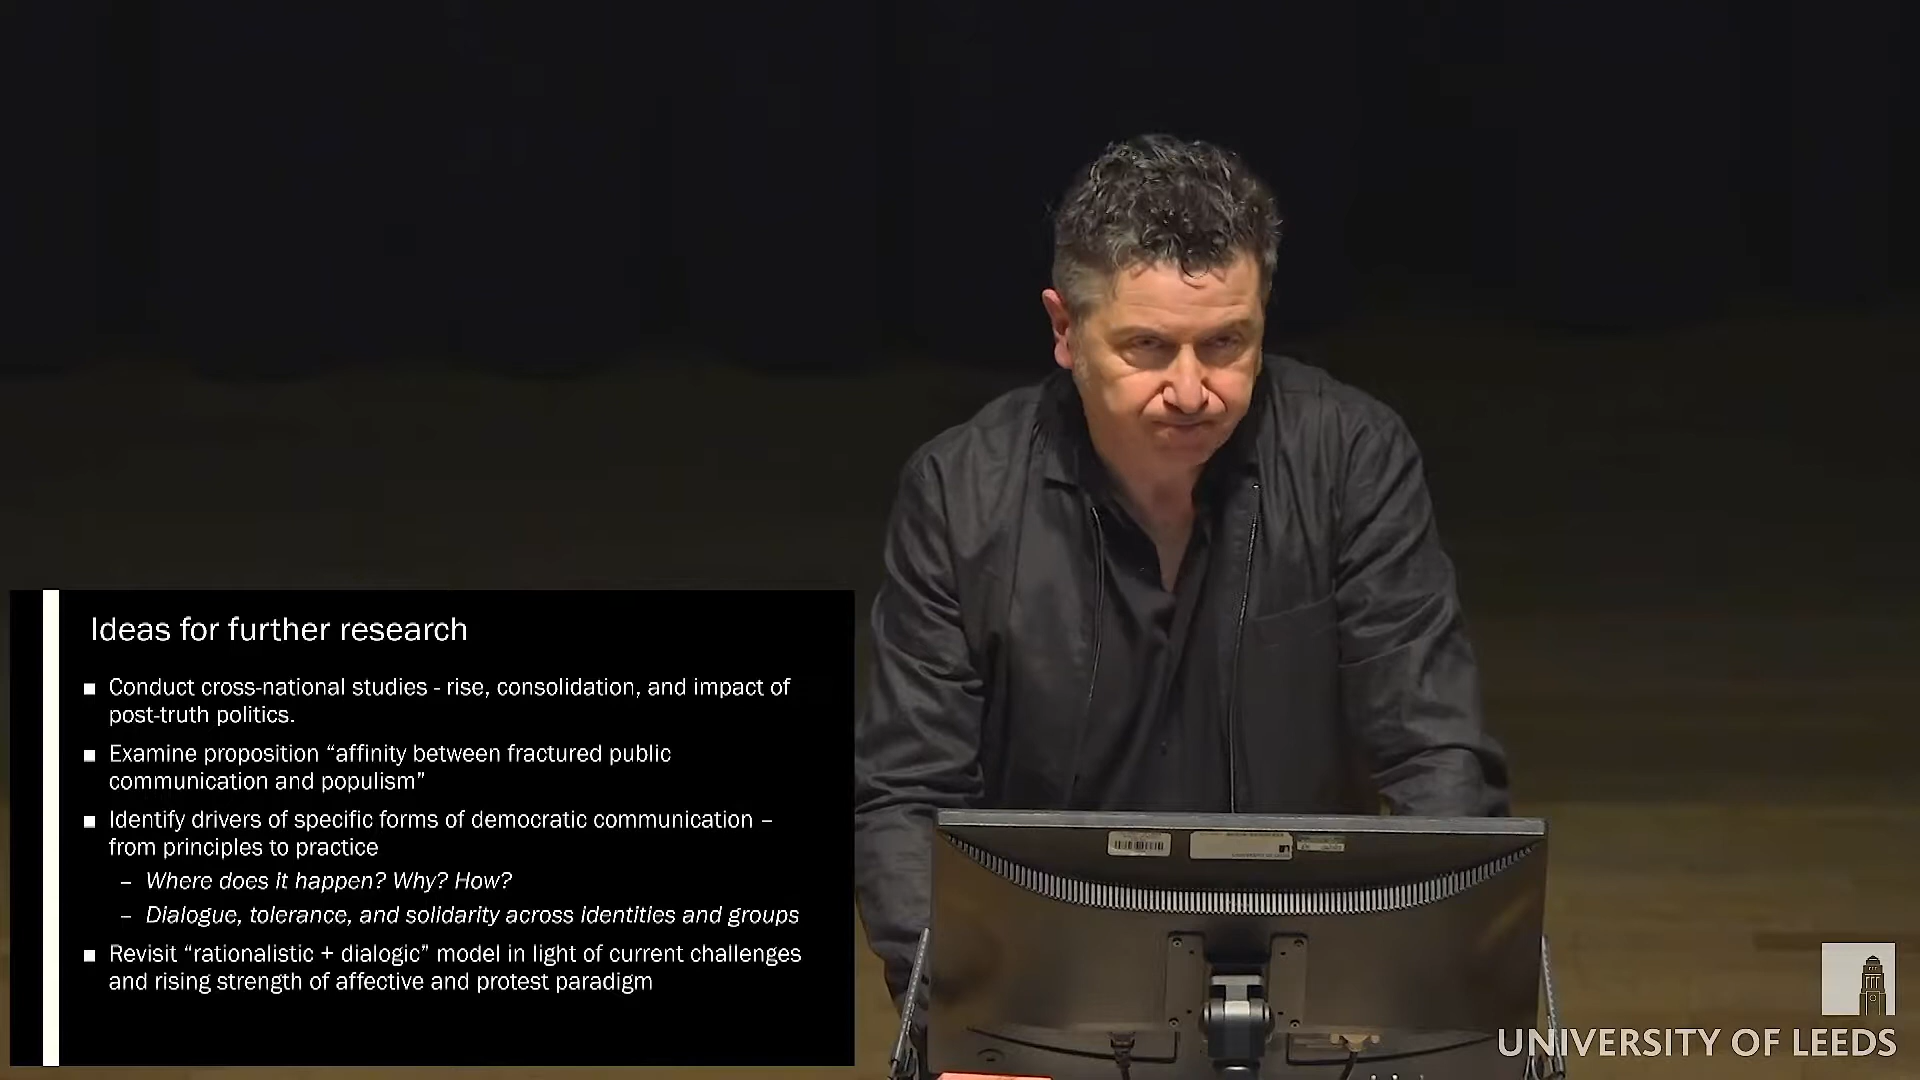 Ideas for further research
■ Conduct cross-national studies - rise, consolidation, and impact of
post-truth politics.
■ Examine proposition “affinity between fractured public
communication and populism”
■ Identify drivers of specific forms of democratic communication –
from principles to practice
– Where does it happen? Why? How?
– Dialogue, tolerance, and solidarity across identities and groups
■ Revisit “rationalistic + dialogic” model in light of current challenges
and rising strength of affective and protest paradigm
UNIVERSITY OF LEEDS